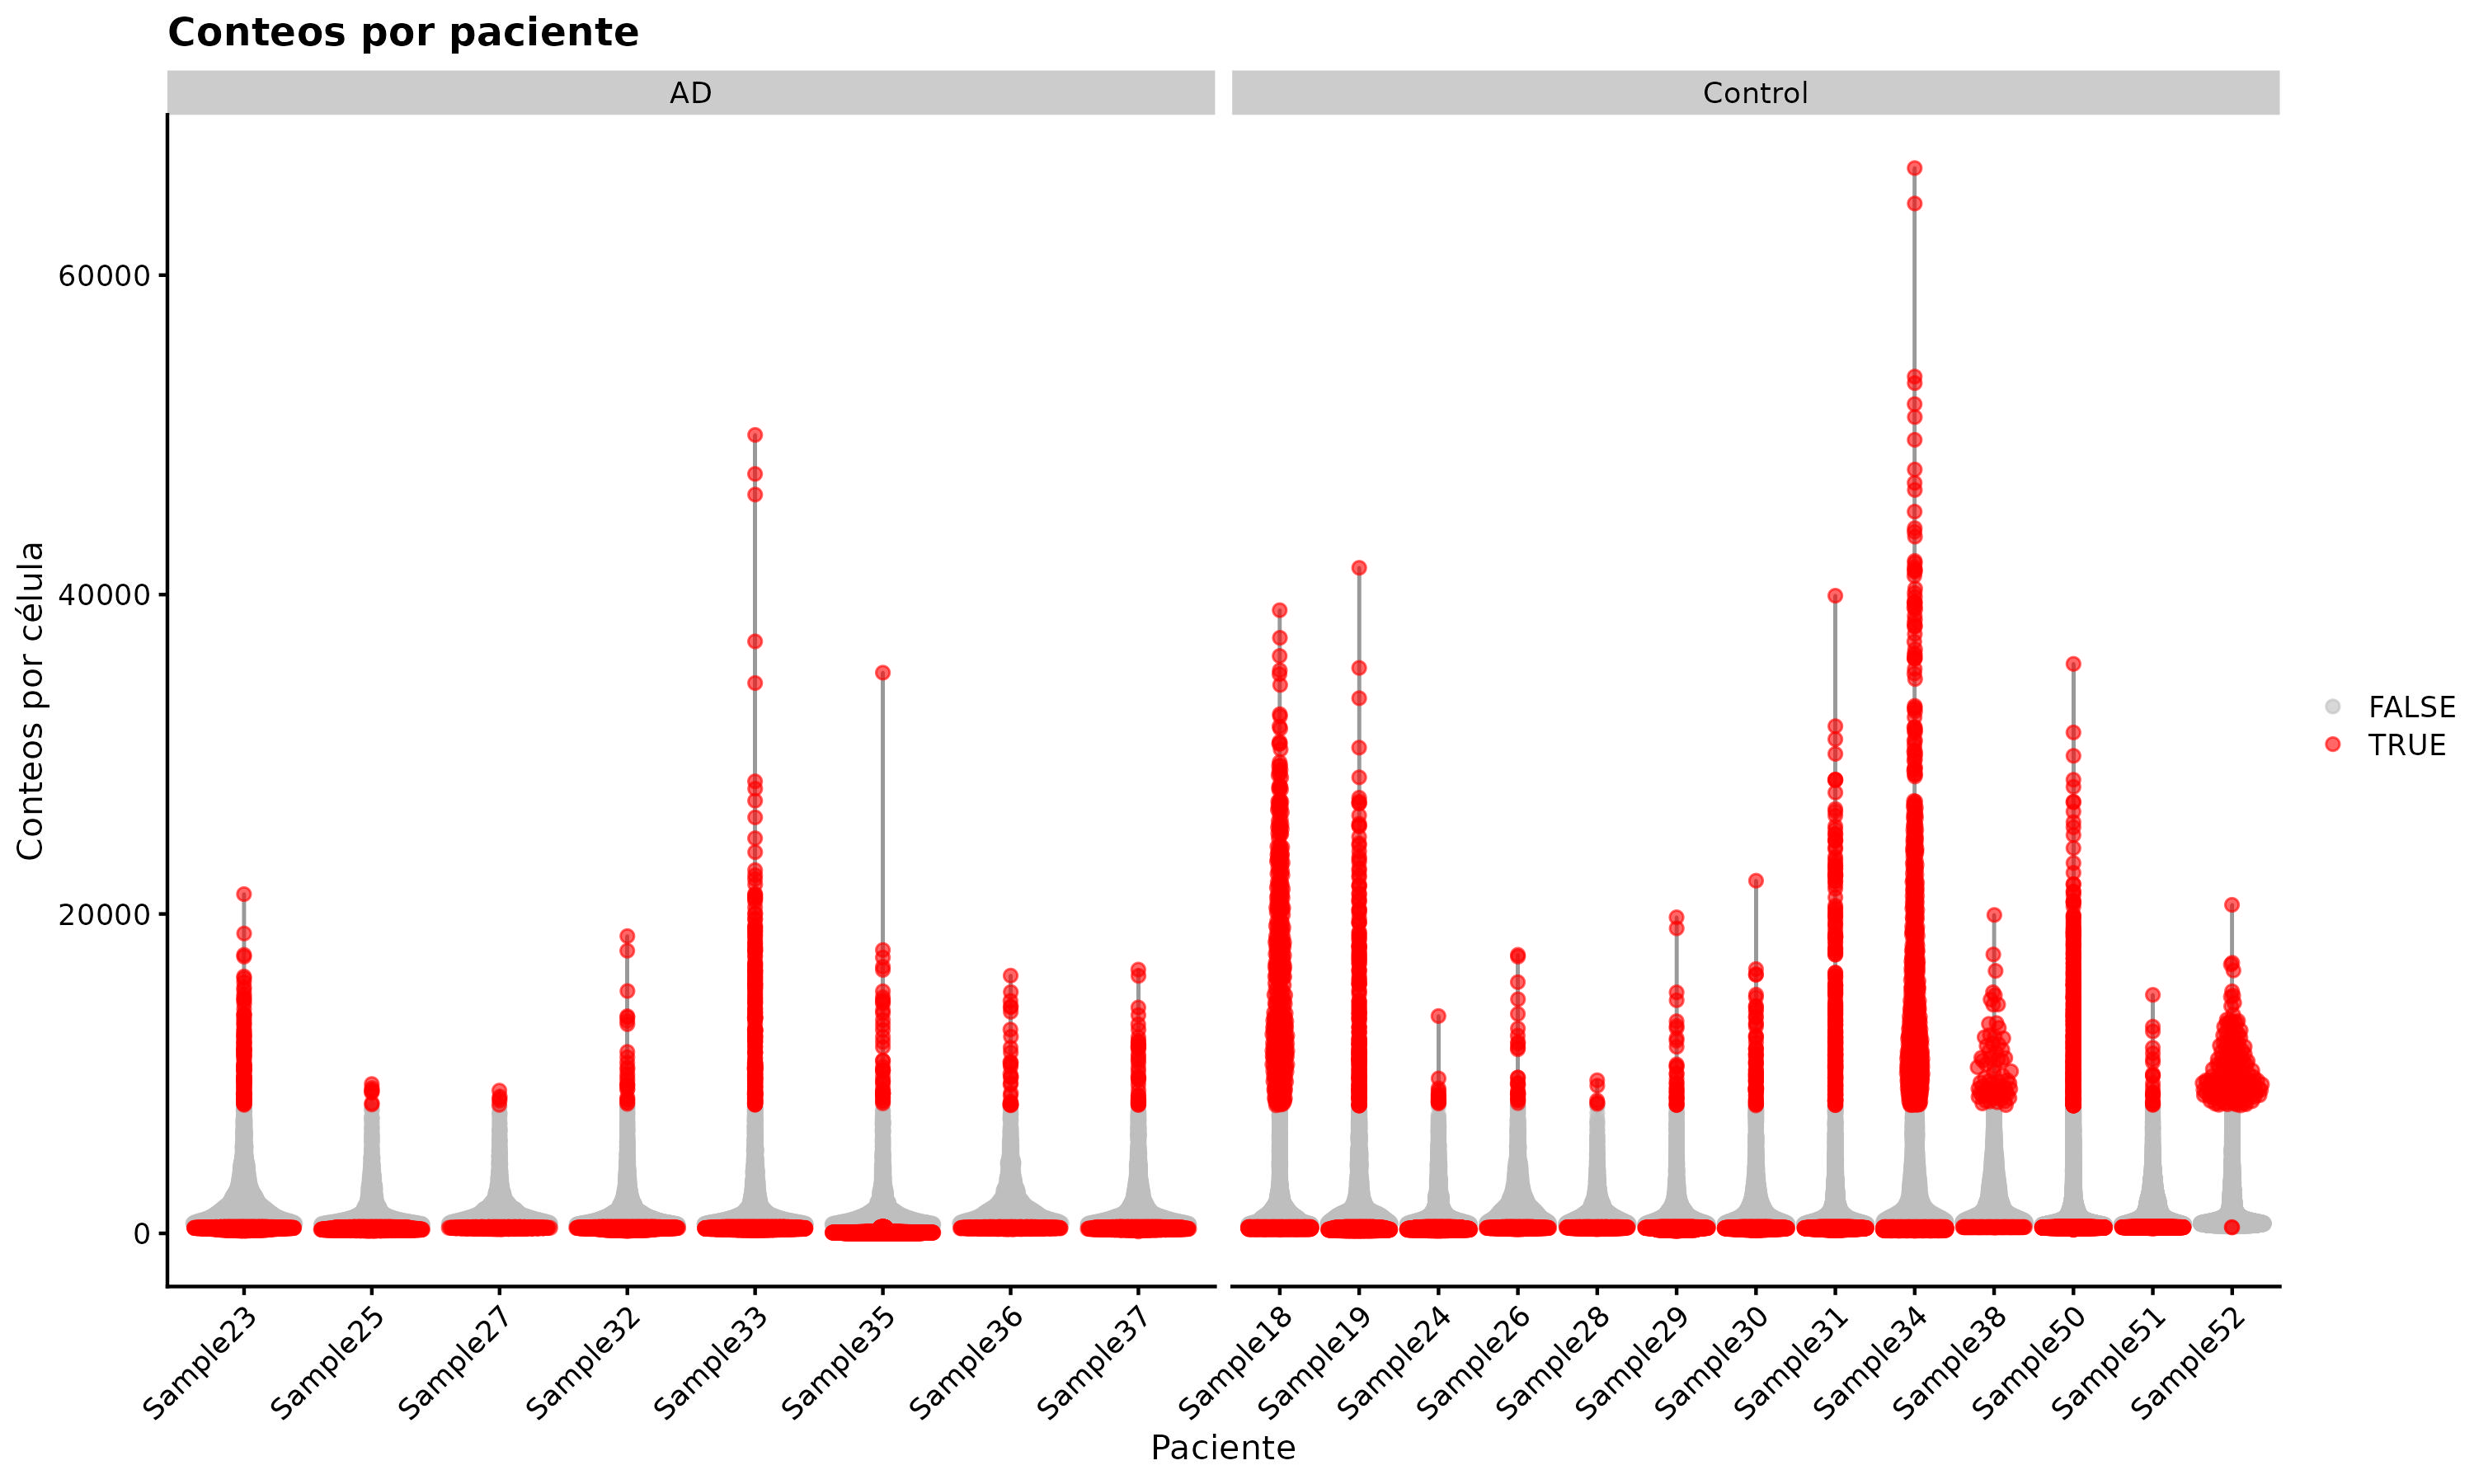 Conteos por paciente
AD
Control
Conteos por célula
60000
40000
20000
0
FALSE
TRUE
Sample23
Sample25
Sample27
Sample32
Sample33
Sample35
Sample36
Sample37
Sample18
Sample19
Sample24
Sample26
Sample28
Sample29
Sample30
Sample31
Sample34
Sample38
Sample50
Sample51
Sample52
Paciente